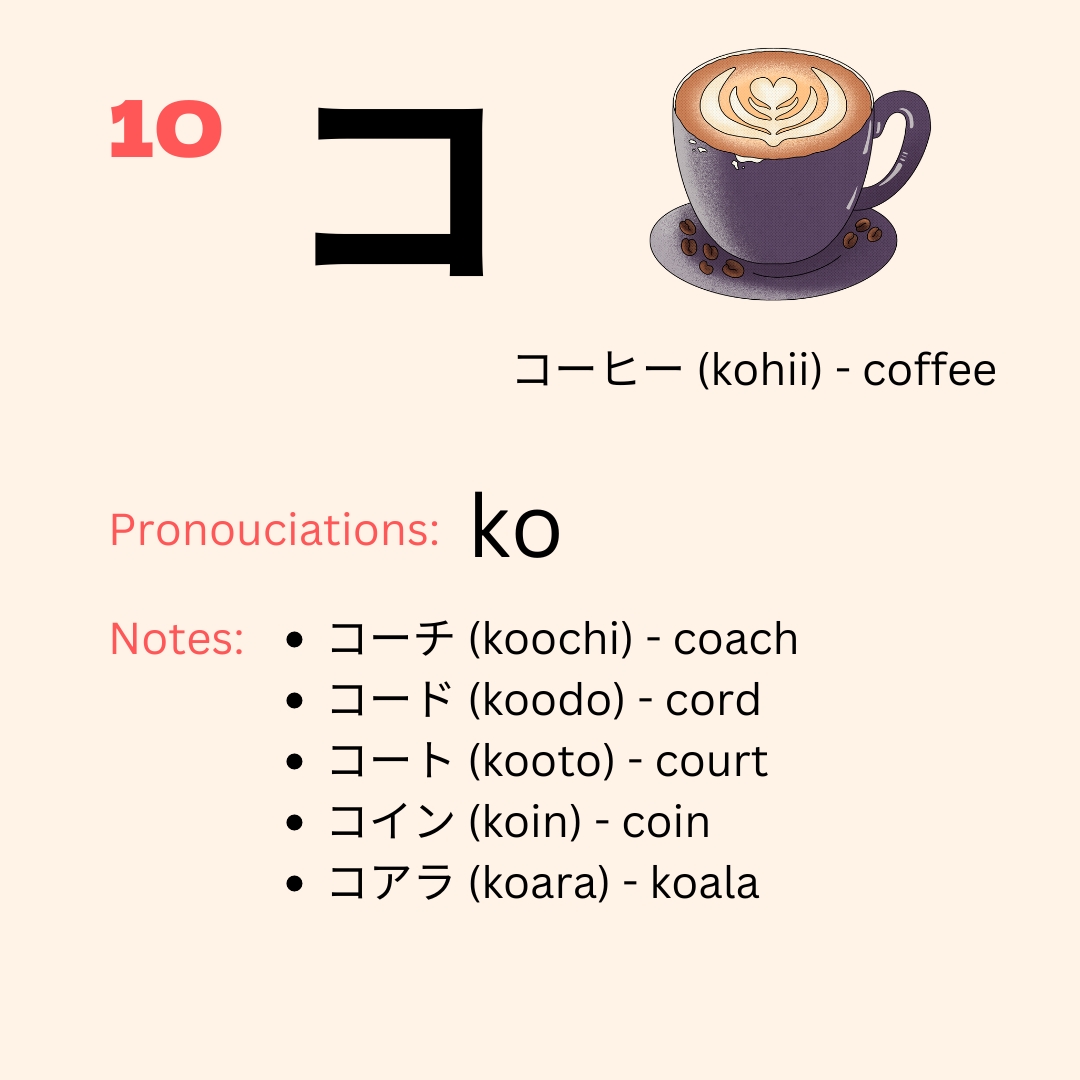 10
コ
コーヒー (kohii) - coffee
Pronouciations: ko
Notes:
• コーチ (koochi) - coach
• コード (koodo) - cord
• コート (kooto) - court
• コイン (koin) - coin
• コアラ (koara) - koala